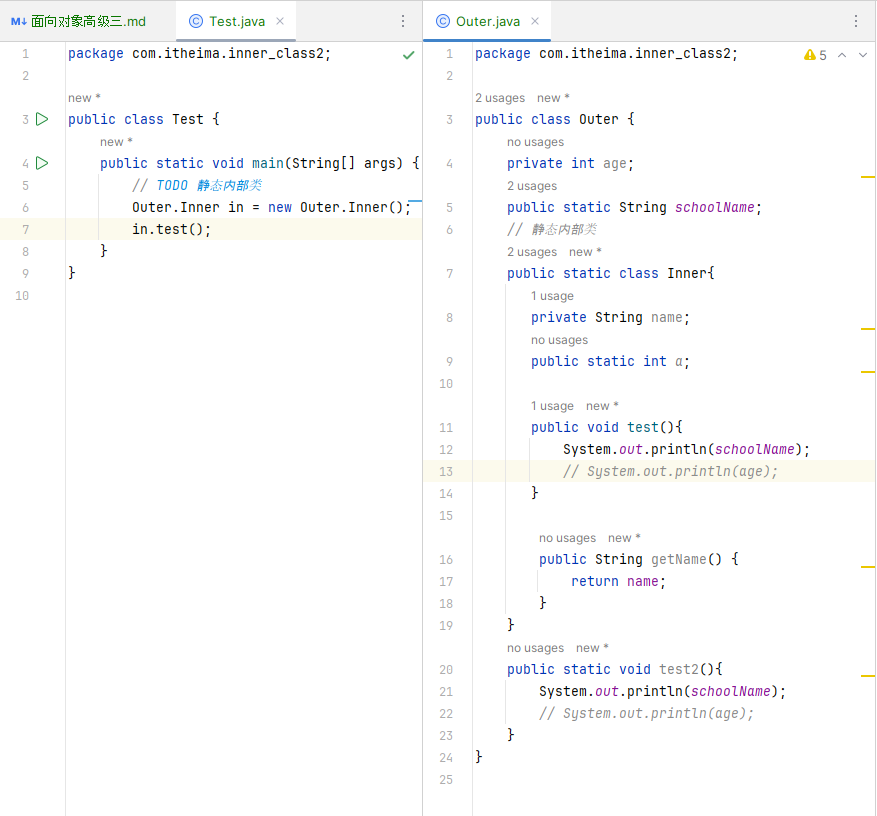 M↓ 面向对象高级三.md
Test.java
1 package com.itheima.inner_class2;
2
new *
3 public class Test {
new *
4 public static void main(String[] args) {
5 // TODO 静态内部类
6 Outer.Inner in = new Outer.Inner();
7 in.test();
8 }
9 }
10
Outer.java
5
1 package com.itheima.inner_class2;
2
2 usages new *
3 public class Outer {
no usages
4 private int age;
2 usages
5 public static String schoolName;
6 // 静态内部类
2 usages new *
7 public static class Inner{
1 usage
8 private String name;
no usages
9 public static int a;
10
1 usage new *
11 public void test(){
12 System.out.println(schoolName);
13 // System.out.println(age);
14 }
15
no usages new *
16 public String getName() {
17 return name;
18 }
19 }
no usages new *
20 public static void test2(){
21 System.out.println(schoolName);
22 // System.out.println(age);
23 }
24 }
25